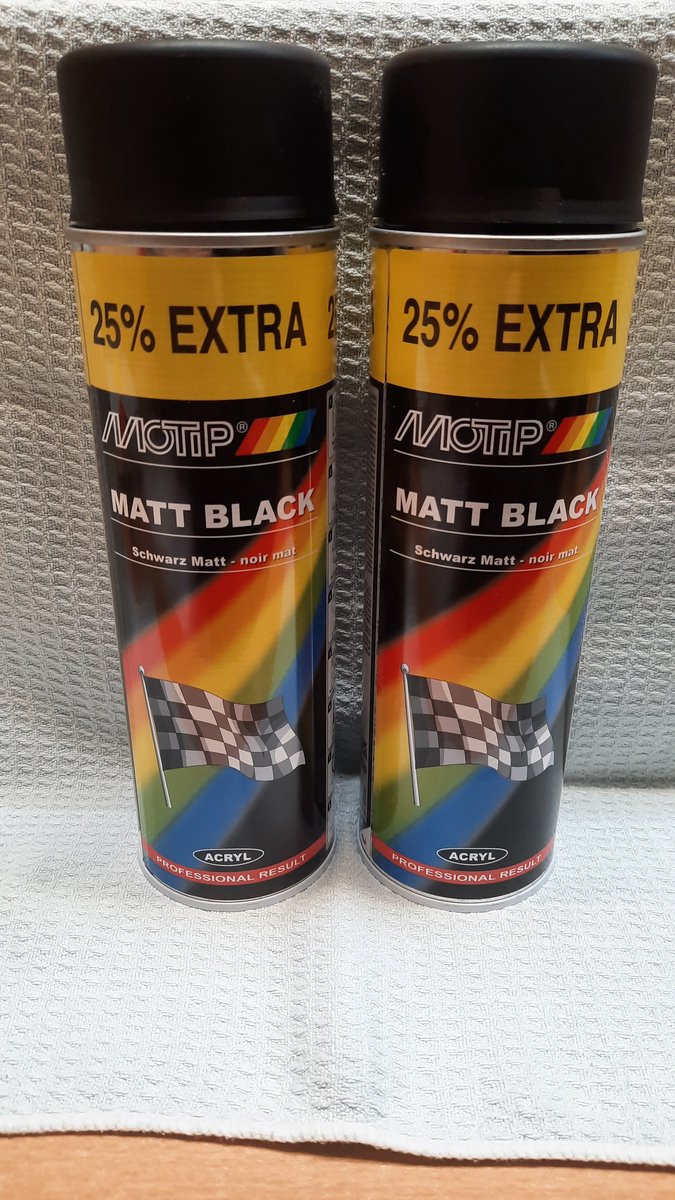 25% EXTRA
MOTIP®
MATT BLACK
Schwarz Matt - noir mat
ACRYL
PROFESSIONAL RESULT
25% EXTRA
MOTIP®
MATT BLACK
Schwarz Matt - noir mat
ACRYL
PROFESSIONAL RESULT